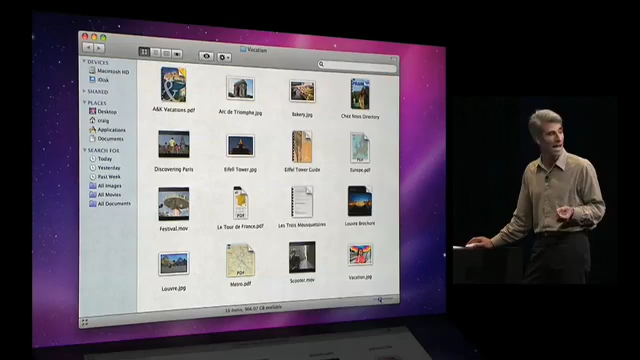 Vacation
DEVICES
Macintosh HD
iDisk
SHARED
PLACES
Desktop
craig
Applications
Documents
SEARCH FOR
Today
Yesterday
Past Week
All Images
All Movies
All Documents
A&K Vacations.pdf
Arc de Triomphe.jpg
Bakery.jpg
Chez Nous Directory
Discovering Paris
Eifell Tower.jpg
Eiffel Tower Guide
Europe.pdf
Festival.mov
Le Tour de France.pdf
Les Trois Mousquetaires
Louvre Brochure
Louvre.jpg
Metro.pdf
Scooter.mov
Vacation.jpg
PDF
PDF